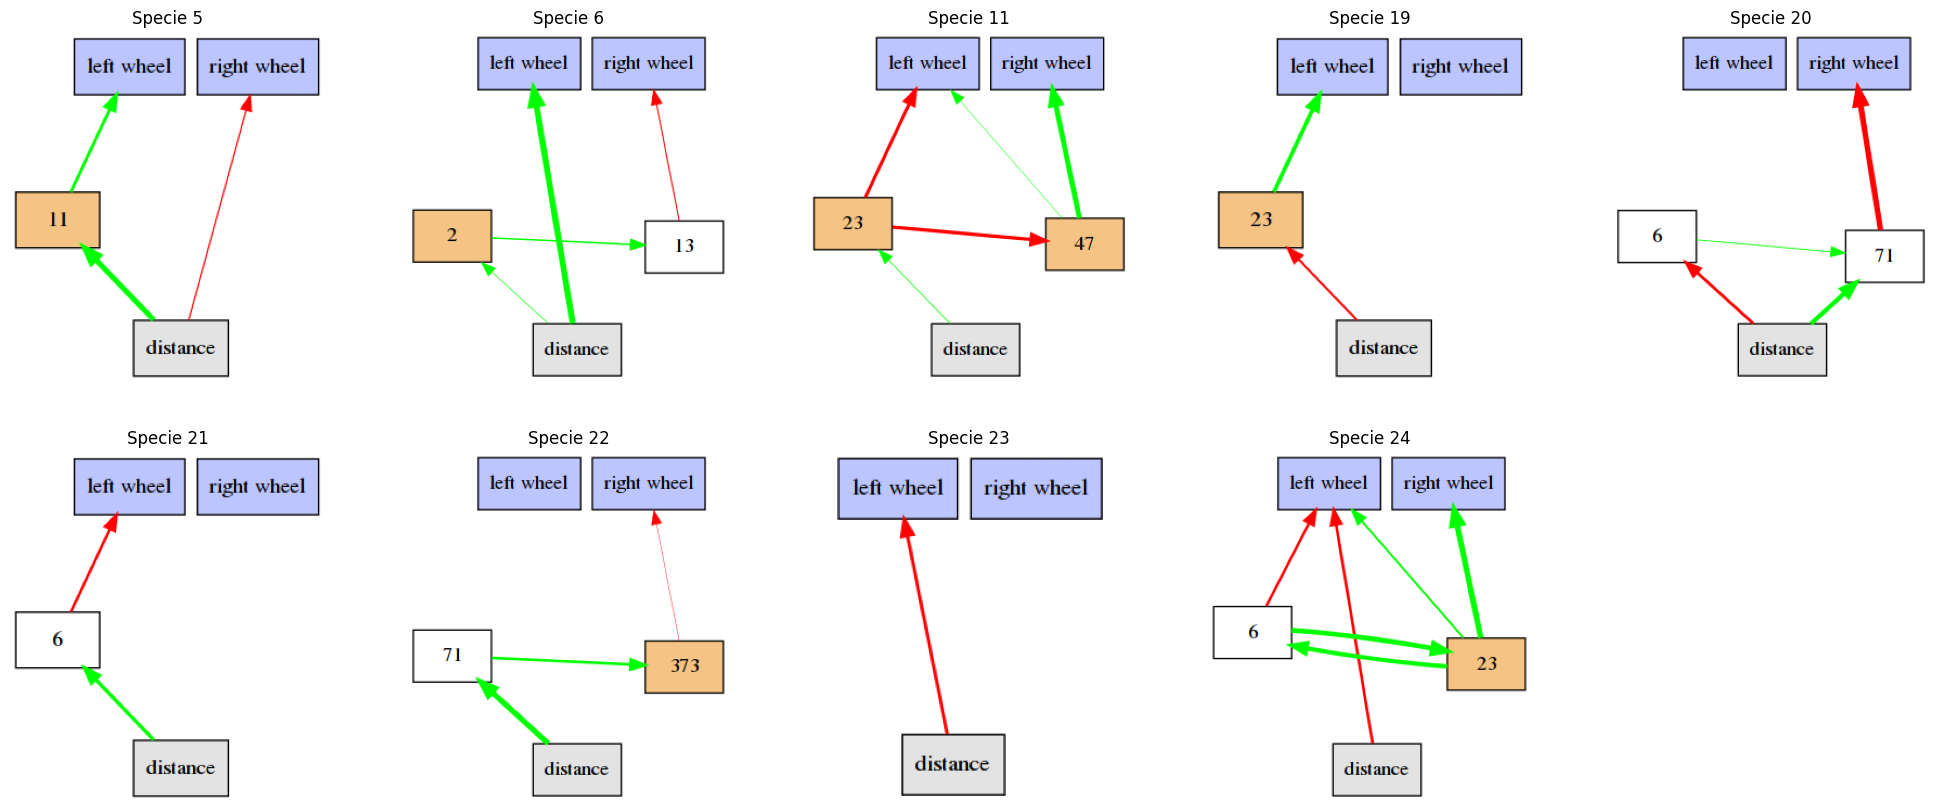 Specie 5
left wheel
right wheel
11
distance
Specie 6
left wheel
right wheel
2
13
distance
Specie 11
left wheel
right wheel
23
47
distance
Specie 19
left wheel
right wheel
23
distance
Specie 20
left wheel
right wheel
6
71
distance
Specie 21
left wheel
right wheel
6
distance
Specie 22
left wheel
right wheel
71
373
distance
Specie 23
left wheel
right wheel
distance
Specie 24
left wheel
right wheel
6
23
distance